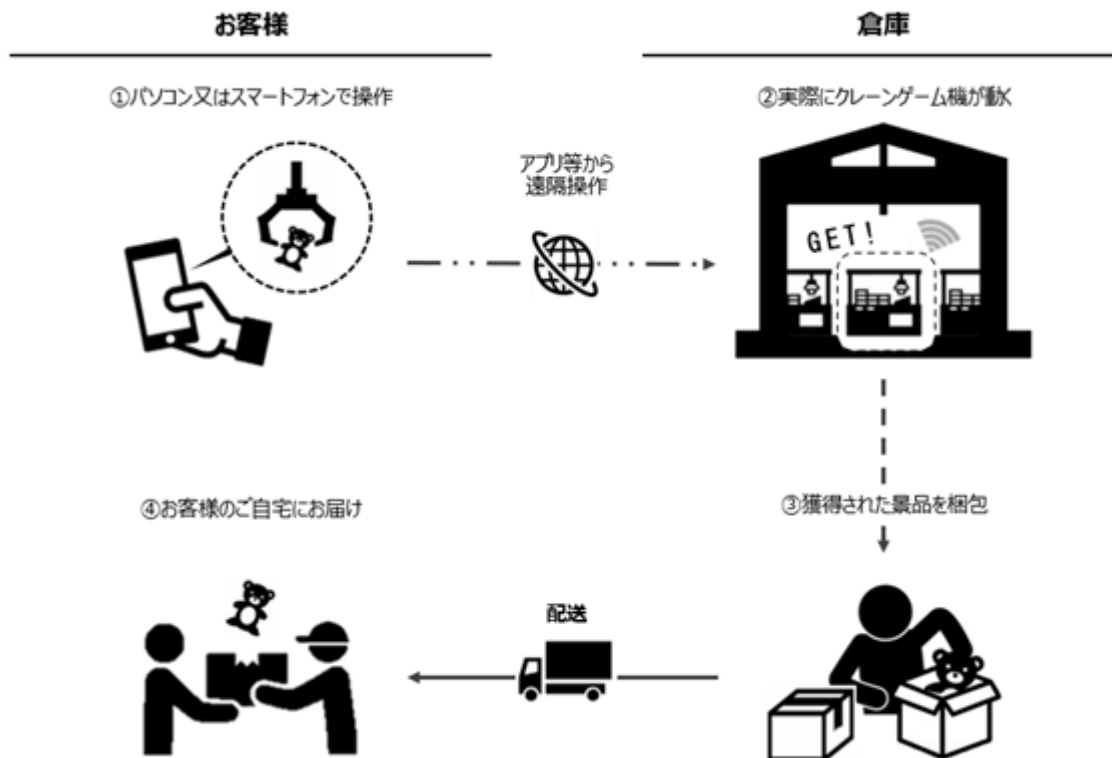 お客様
倉庫
①パソコン又はスマートフォンで操作
②実際にクレーンゲーム機が動く
アプリ等から
遠隔操作
GET!
④お客様のご自宅にお届け
③獲得された景品を梱包
配送